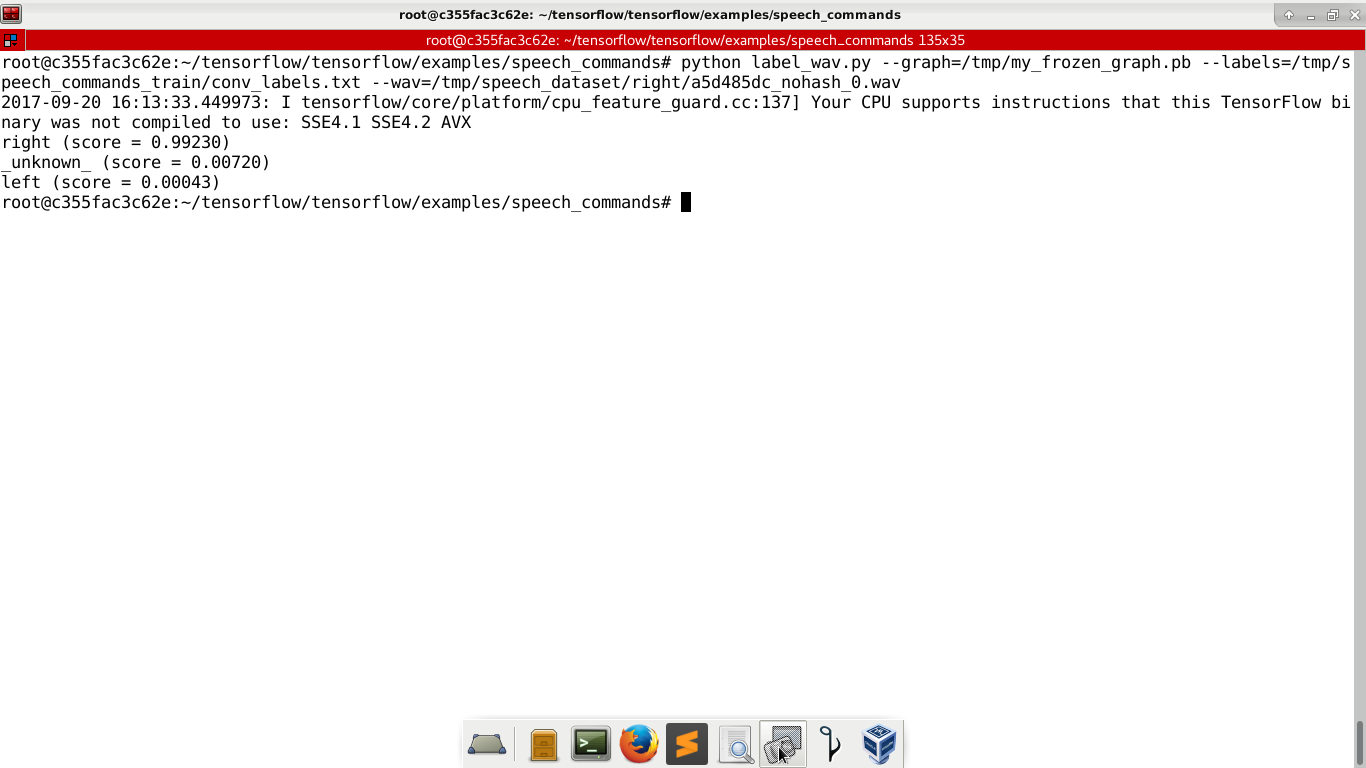 root@c355fac3c62e: ~/tensorflow/tensorflow/examples/speech_commands
root@c355fac3c62e: ~/tensorflow/tensorflow/examples/speech_commands 135x35
root@c355fac3c62e:~/tensorflow/tensorflow/examples/speech_commands# python label_wav.py --graph=/tmp/my_frozen_graph.pb --labels=/tmp/s
peech_commands_train/conv_labels.txt --wav=/tmp/speech_dataset/right/a5d485dc_nohash_0.wav
2017-09-20 16:13:33.449973: I tensorflow/core/platform/cpu_feature_guard.cc:137] Your CPU supports instructions that this TensorFlow bi
nary was not compiled to use: SSE4.1 SSE4.2 AVX
right (score = 0.99230)
_unknown_ (score = 0.00720)
left (score = 0.00043)
root@c355fac3c62e:~/tensorflow/tensorflow/examples/speech_commands#